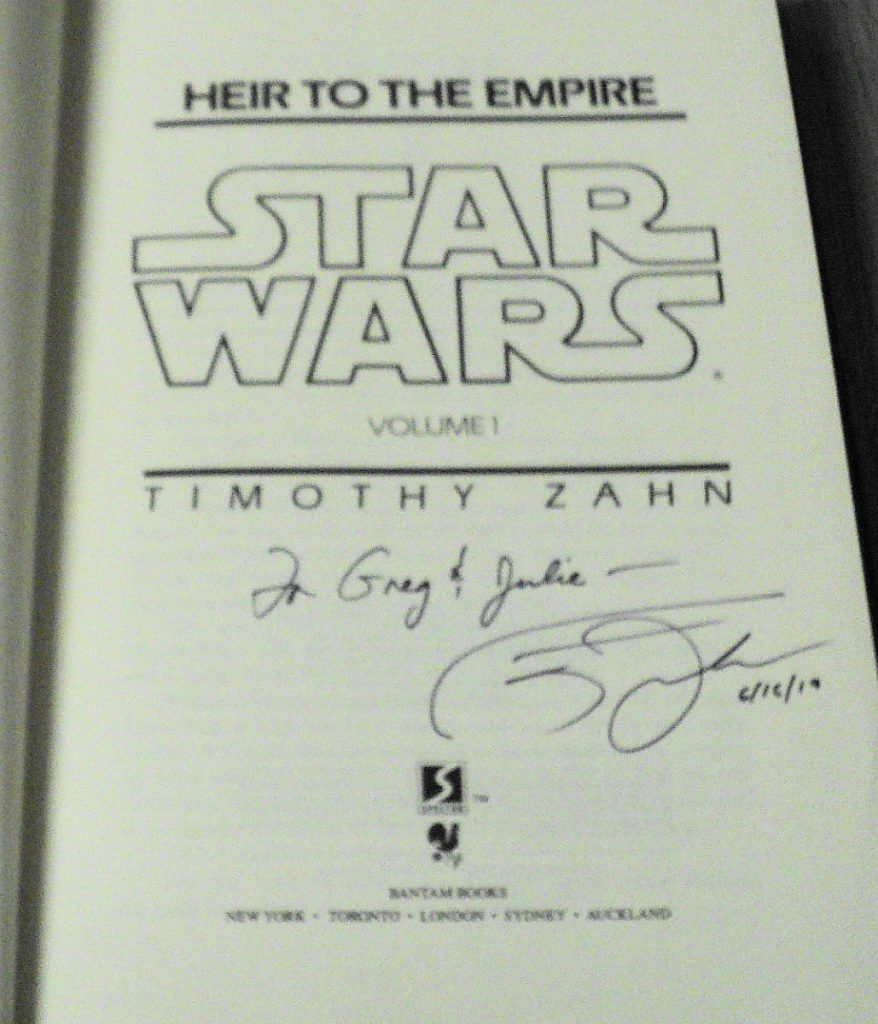 HEIR TO THE EMPIRE
STAR
WARS
VOLUME 1
TIMOTHY ZAHN
To Greg & Julie —
BANTAM BOOKS
NEW YORK • TORONTO • LONDON • SYDNEY • AUCKLAND